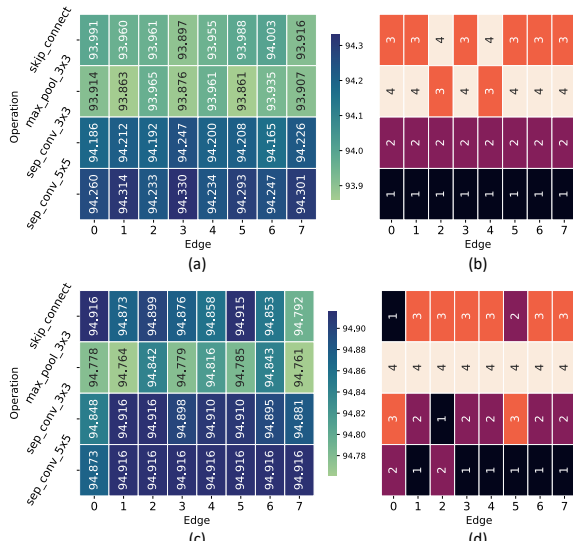 (a)
Operation
skip_connect 93.991 93.960 93.961 93.897 93.955 93.988 94.003 93.916
max_pool_3x3 93.914 93.863 93.965 93.876 93.961 93.861 93.935 93.907
sep_conv_3x3 94.186 94.212 94.192 94.247 94.200 94.208 94.165 94.226
sep_conv_5x5 94.260 94.314 94.233 94.330 94.234 94.293 94.247 94.301
0 1 2 3 4 5 6 7
Edge
94.3
94.2
94.1
94.0
93.9
(b)
3 3 4 3 4 3 3 3
4 4 3 4 3 4 4 4
2 2 2 2 2 2 2 2
1 1 1 1 1 1 1 1
0 1 2 3 4 5 6 7
Edge
(c)
Operation
skip_connect 94.916 94.873 94.899 94.876 94.858 94.915 94.853 94.792
max_pool_3x3 94.778 94.764 94.842 94.779 94.816 94.785 94.843 94.761
sep_conv_3x3 94.848 94.916 94.916 94.898 94.910 94.895 94.895 94.881
sep_conv_5x5 94.873 94.916 94.916 94.916 94.916 94.916 94.916 94.916
0 1 2 3 4 5 6 7
Edge
94.90
94.88
94.86
94.84
94.82
94.80
94.78
(d)
1 3 3 3 3 2 3 3
4 4 4 4 4 4 4 4
3 2 1 2 2 3 2 2
2 1 2 1 1 1 1 1
0 1 2 3 4 5 6 7
Edge